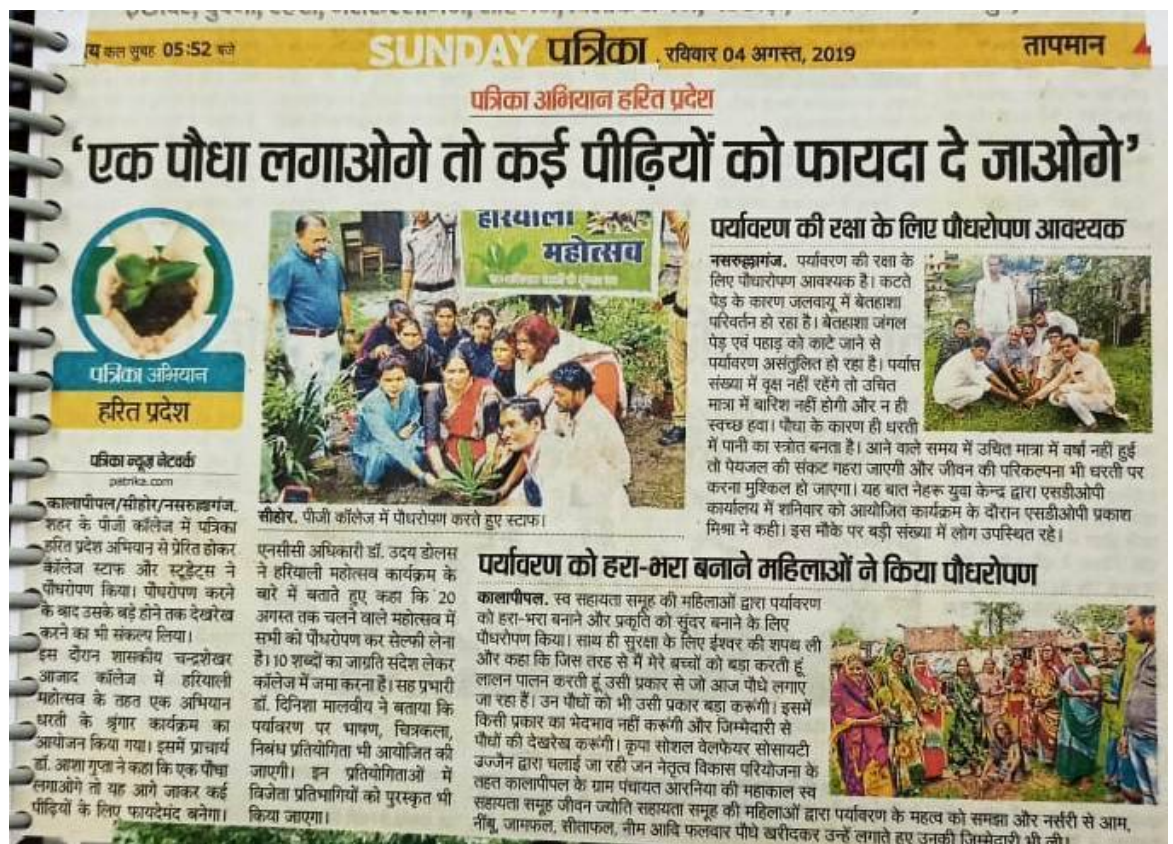 य कल सुबह 05:52 बजे
SUNDAY पत्रिका . रविवार 04 अगस्त, 2019
तापमान
पत्रिका अभियान हरित प्रदेश
‘एक पौधा लगाओगे तो कई पीढ़ियों को फायदा दे जाओगे’
पत्रिका अभियान
हरित प्रदेश
पत्रिका न्यूज़ नेटवर्क
patrika.com
कालापीपल/सीहोर/नसरुल्लागंज.
शहर के पीजी कॉलेज में पत्रिका
हरित प्रदेश अभियान से प्रेरित होकर
कॉलेज स्टाफ और स्टूडेंट्स ने
पौधरोपण किया। पौधरोपण करने
के बाद उसके बड़े होने तक देखरेख
करने का भी संकल्प लिया।
इस दौरान शासकीय चन्द्रशेखर
आजाद कॉलेज में हरियाली
महोत्सव के तहत एक अभियान
धरती के श्रृंगार कार्यक्रम का
आयोजन किया गया। इसमें प्राचार्य
डॉ. आशा गुप्ता ने कहा कि एक पौधा
लगाओगे तो यह आगे जाकर कई
पीढ़ियों के लिए फायदेमंद बनेगा।
हरियाली
महोत्सव
सीहोर. पीजी कॉलेज में पौधरोपण करते हुए स्टाफ।
एनसीसी अधिकारी डॉ. उदय डोलस
ने हरियाली महोत्सव कार्यक्रम के
बारे में बताते हुए कहा कि 20
अगस्त तक चलने वाले महोत्सव में
सभी को पौधरोपण कर सेल्फी लेना
है। 10 शब्दों का जाग्रति संदेश लेकर
कॉलेज में जमा करना है। सह प्रभारी
डॉ. दिनिशा मालवीय ने बताया कि
पर्यावरण पर भाषण, चित्रकला,
निबंध प्रतियोगिता भी आयोजित की
जाएगी। इन प्रतियोगिताओं में
विजेता प्रतिभागियों को पुरस्कृत भी
किया जाएगा।
पर्यावरण की रक्षा के लिए पौधरोपण आवश्यक
नसरुल्लागंज. पर्यावरण की रक्षा के
लिए पौधारोपण आवश्यक है। कटते
पेड़ के कारण जलवायु में बेतहाशा
परिवर्तन हो रहा है। बेतहाशा जंगल
पेड़ एवं पहाड़ को काटे जाने से
पर्यावरण असंतुलित हो रहा है। पर्याप्त
संख्या में वृक्ष नहीं रहेंगे तो उचित
मात्रा में बारिश नहीं होगी और न ही
स्वच्छ हवा। पौधा के कारण ही धरती
में पानी का स्त्रोत बनता है। आने वाले समय में उचित मात्रा में वर्षा नहीं हुई
तो पेयजल की संकट गहरा जाएगी और जीवन की परिकल्पना भी धरती पर
करना मुश्किल हो जाएगा। यह बात नेहरू युवा केन्द्र द्वारा एसडीओपी
कार्यालय में शनिवार को आयोजित कार्यक्रम के दौरान एसडीओपी प्रकाश
मिश्रा ने कही। इस मौके पर बड़ी संख्या में लोग उपस्थित रहे।
पर्यावरण को हरा-भरा बनाने महिलाओं ने किया पौधरोपण
कालापीपल. स्व सहायता समूह की महिलाओं द्वारा पर्यावरण
को हरा-भरा बनाने और प्रकृति को सुंदर बनाने के लिए
पौधरोपण किया। साथ ही सुरक्षा के लिए ईश्वर की शपथ ली
और कहा कि जिस तरह से मैं मेरे बच्चों को बड़ा करती हूं
लालन पालन करती हूं उसी प्रकार से जो आज पौधे लगाए
जा रहा हैं। उन पौधों को भी उसी प्रकार बड़ा करूंगी। इसमें
किसी प्रकार का भेदभाव नहीं करूंगी और जिम्मेदारी से
पौधों की देखरेख करूंगी। कृपा सोशल वेलफेयर सोसायटी
उज्जैन द्वारा चलाई जा रही जन नेतृत्व विकास परियोजना के
तहत कालापीपल के ग्राम पंचायत आरनिया की महाकाल स्व
सहायता समूह जीवन ज्योति सहायता समूह की महिलाओं द्वारा पर्यावरण के महत्व को समझा और नर्सरी से आम,
नींबू, जामफल, सीताफल, नीम आदि फलवार पौधे खरीदकर उन्हें लगाते हुए उनकी जिम्मेदारी भी ली।